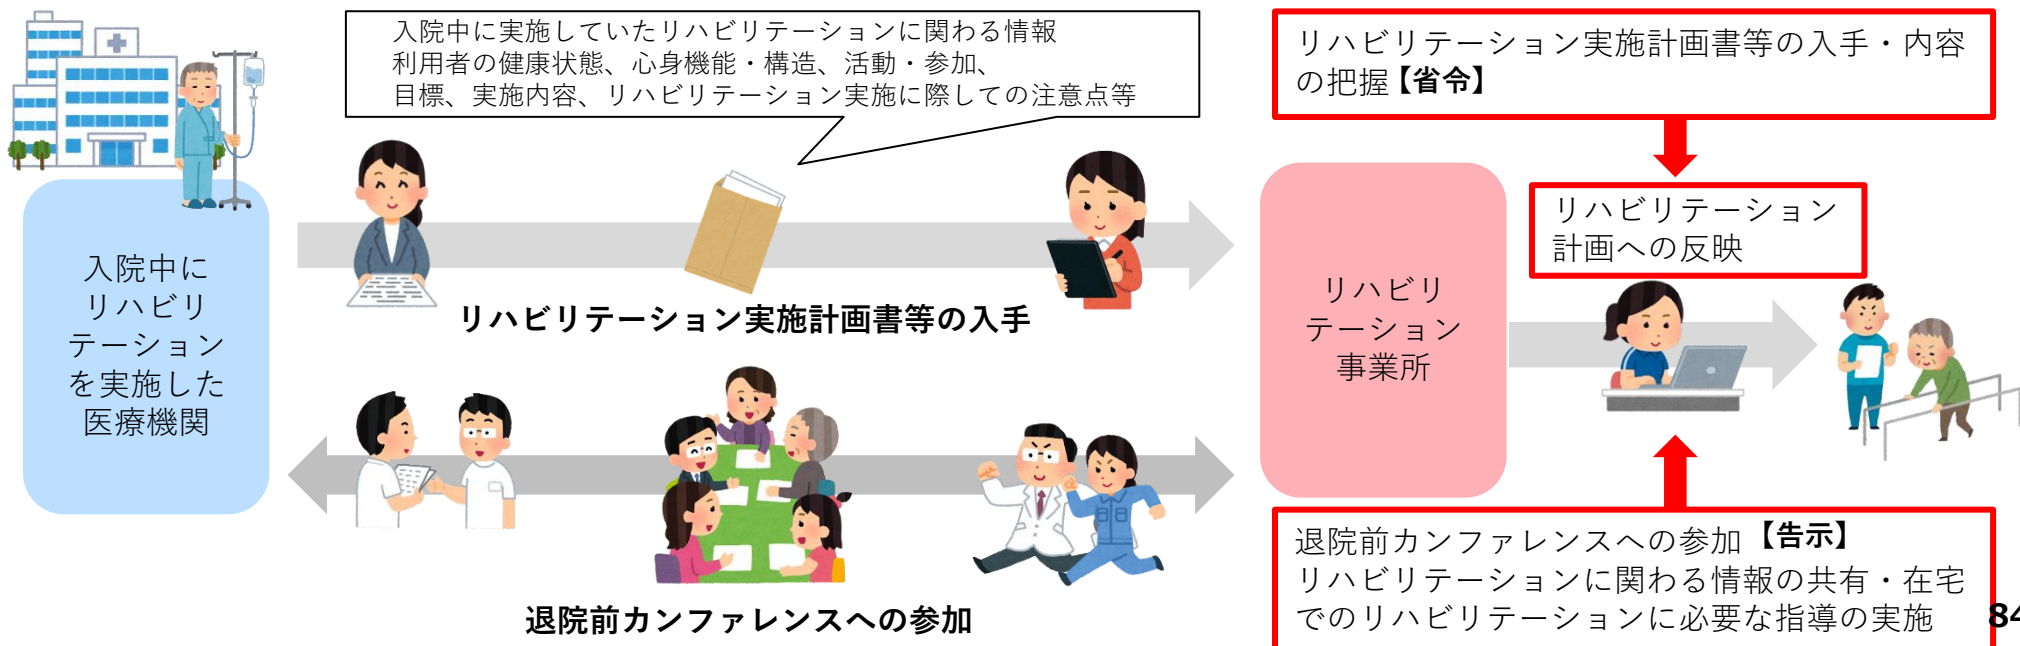 入院中に実施していたリハビリテーションに関わる情報
利用者の健康状態、心身機能・構造、活動・参加、
目標、実施内容、リハビリテーション実施に際しての注意点等
リハビリテーション実施計画書等の入手・内容
の把握【省令】
入院中に
リハビリ
テーション
を実施した
医療機関
リハビリテーション実施計画書等の入手
リハビリ
テーション
事業所
リハビリテーション
計画への反映
退院前カンファレンスへの参加
退院前カンファレンスへの参加【告示】
リハビリテーションに関わる情報の共有・在宅
でのリハビリテーションに必要な指導の実施
84